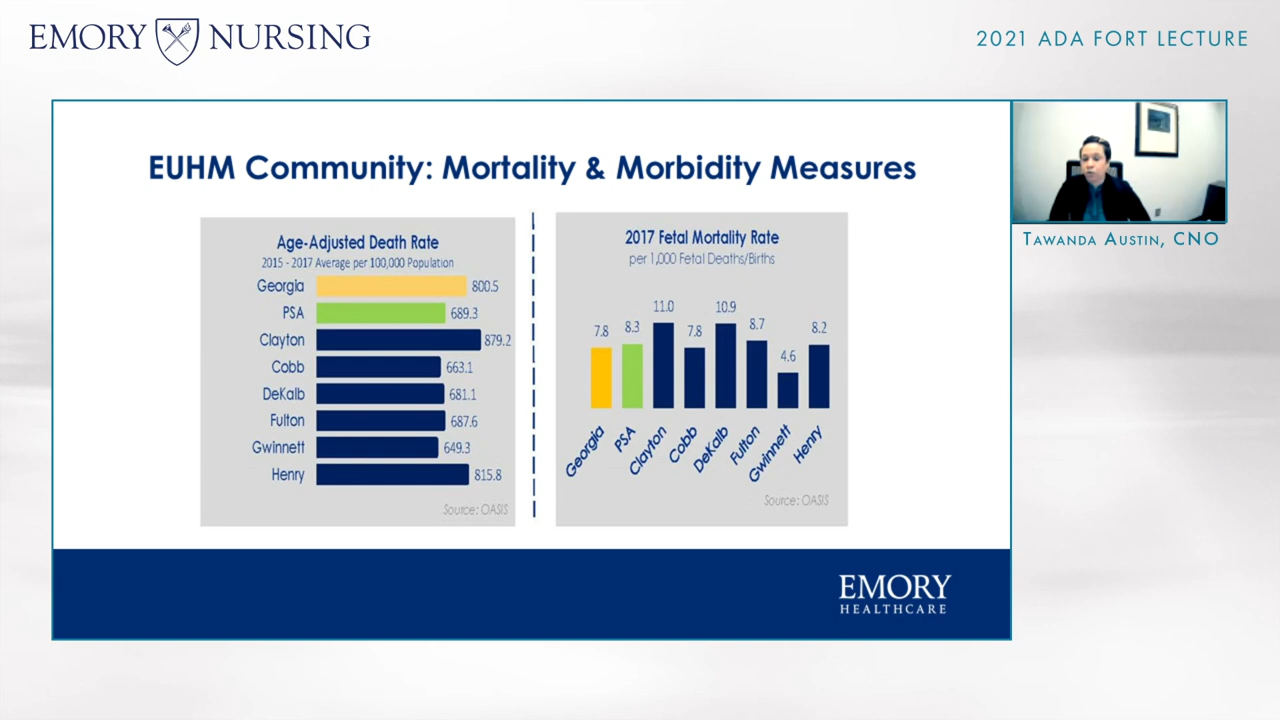 EMORY NURSING
2021 ADA FORT LECTURE
EUHM Community: Mortality & Morbidity Measures
Age-Adjusted Death Rate
2015 - 2017 Average per 100,000 Population
Georgia 800.5
PSA 689.3
Clayton 879.2
Cobb 663.1
DeKalb 681.1
Fulton 687.6
Gwinnett 649.3
Henry 815.8
Source: OASIS
2017 Fetal Mortality Rate
per 1,000 Fetal Deaths/Births
7.8 8.3 11.0 7.8 10.9 8.7 4.6 8.2
Georgia PSA Clayton Cobb DeKalb Fulton Gwinnett Henry
Source: OASIS
TAWANDA AUSTIN, CNO
EMORY
HEALTHCARE